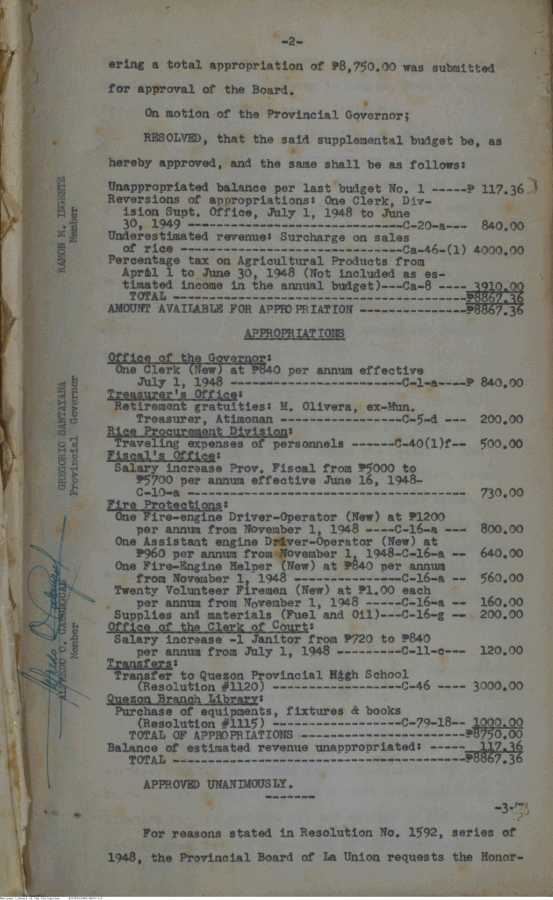 -2-
ering a total appropriation of ₱8,750.00 was submitted
for approval of the Board.
On motion of the Provincial Governor;
RESOLVED, that the said supplemental budget be, as
hereby approved, and the same shall be as follows:
Unappropriated balance per last budget No. 1 -----₱ 117.36
Reversions of appropriations: One Clerk, Div-
ision Supt. Office, July 1, 1948 to June
30, 1949 -----------------------------C-20-a--- 840.00
Underestimated revenue: Surcharge on sales
of rice ------------------------------Ca-46-(1) 4000.00
Percentage tax on Agricultural Products from
April 1 to June 30, 1948 (Not included as es-
timated income in the annual budget)---Ca-8 ---- 3910.00
TOTAL ----------------------------------------₱8867.36
AMOUNT AVAILABLE FOR APPROPRIATION --------------₱8867.36
APPROPRIATIONS
Office of the Governor:
One Clerk (New) at ₱840 per annum effective
July 1, 1948 ------------------------C-1-a----₱ 840.00
Treasurer's Office:
Retirement gratuities: M. Olivera, ex-Mun.
Treasurer, Atimonan ------------------C-5-d --- 200.00
Rice Procurement Division:
Traveling expenses of personnels ------C-40(1)f-- 500.00
Fiscal's Office:
Salary increase Prov. Fiscal from ₱5000 to
₱5700 per annum effective June 16, 1948-
C-10-a -------------------------------------- 730.00
Fire Protections:
One Fire-engine Driver-Operator (New) at ₱1200
per annum from November 1, 1948 ----C-16-a --- 800.00
One Assistant engine Driver-Operator (New) at
₱960 per annum from November 1, 1948-C-16-a -- 640.00
One Fire-Engine Helper (New) at ₱840 per annum
from November 1, 1948 ---------------C-16-a -- 560.00
Twenty Volunteer Firemen (New) at ₱1.00 each
per annum from November 1, 1948 -----C-16-a -- 160.00
Supplies and materials (Fuel and Oil)---C-16-g -- 200.00
Office of the Clerk of Court:
Salary increase -1 Janitor from ₱720 to ₱840
per annum from July 1, 1948 ---------C-11-c--- 120.00
Transfers:
Transfer to Quezon Provincial High School
(Resolution #1120) ------------------C-46 ---- 3000.00
Quezon Branch Library:
Purchase of equipments, fixtures & books
(Resolution #1115) ------------------C-79-18-- 1000.00
TOTAL OF APPROPRIATIONS -----------------------₱8750.00
Balance of estimated revenue unappropriated: ----- 117.36
TOTAL ----------------------------------------₱8867.36
APPROVED UNANIMOUSLY.
-------
-3-
For reasons stated in Resolution No. 1592, series of
1948, the Provincial Board of La Union requests the Honor-
RAMON M. INGENTE
Member
GREGORIO SANTAYANA
Provincial Governor
Member